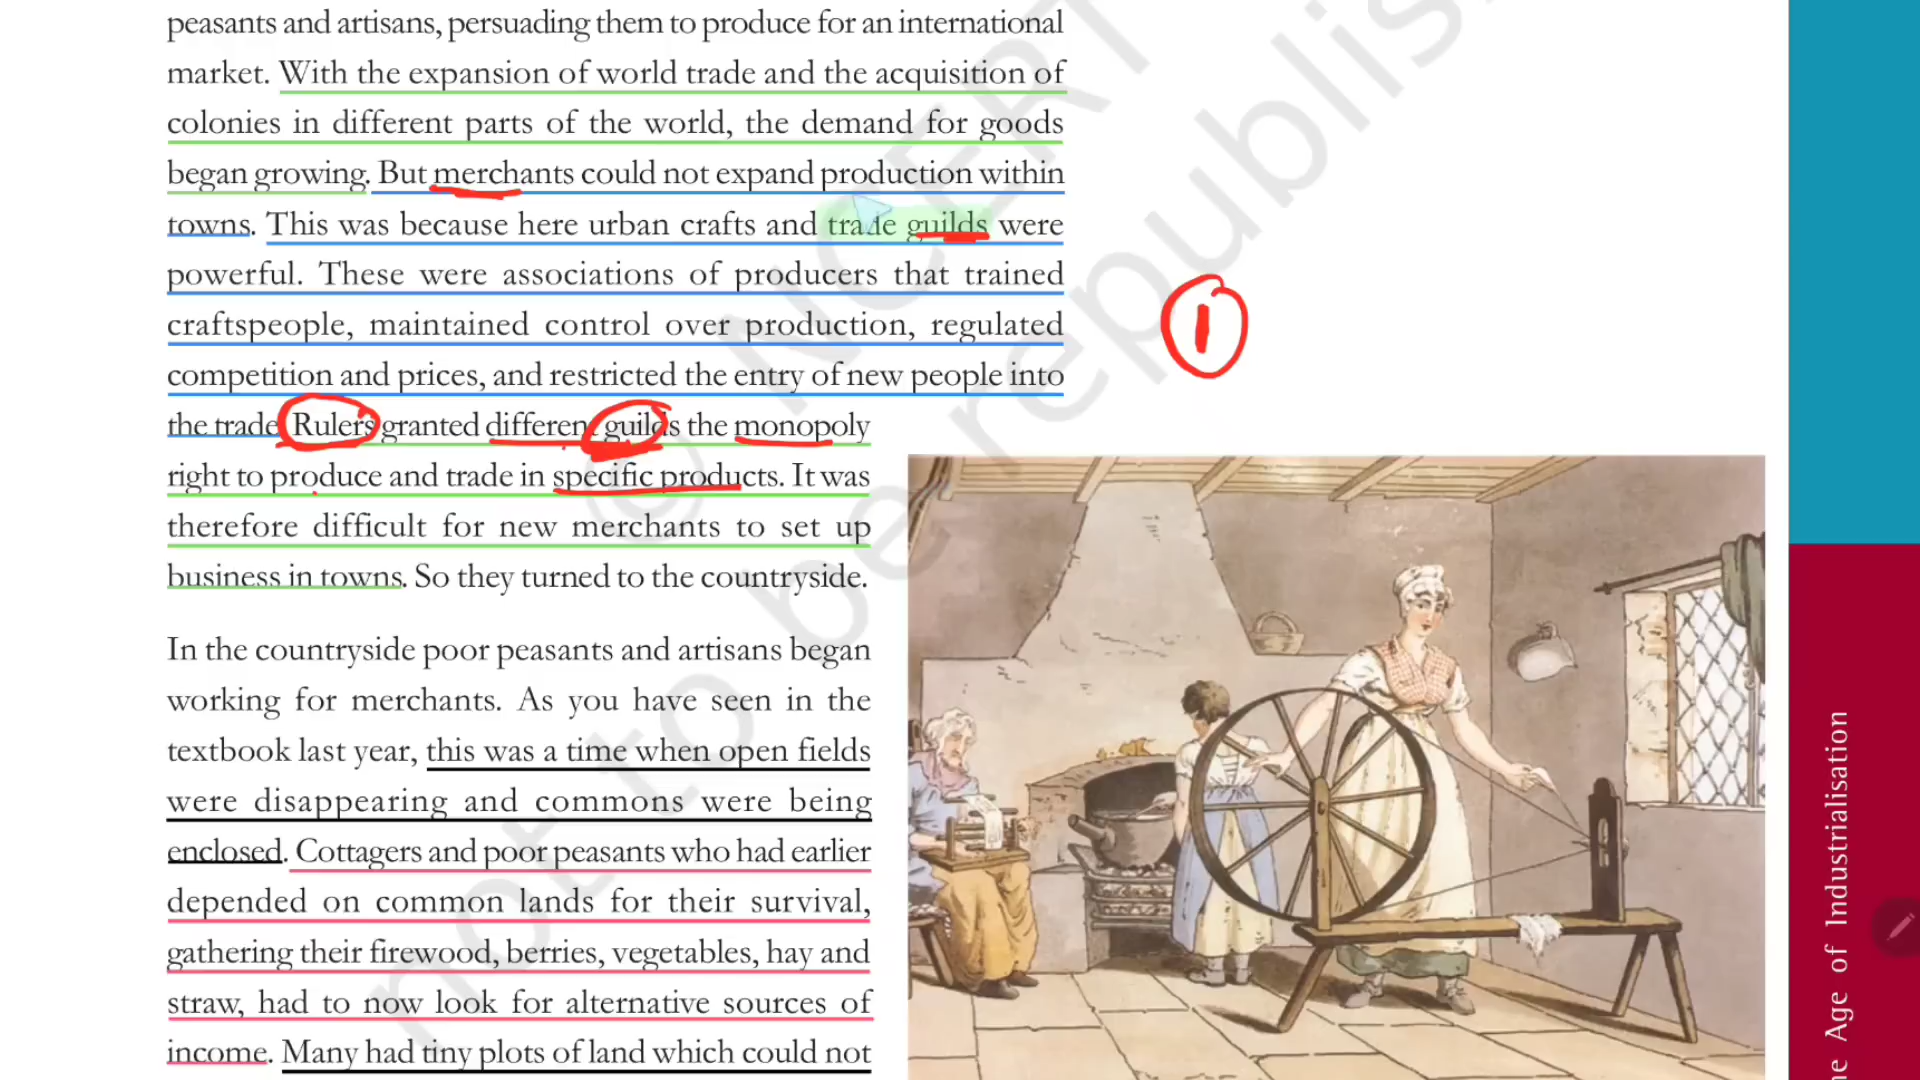 peasants and artisans, persuading them to produce for an international
market. With the expansion of world trade and the acquisition of
colonies in different parts of the world, the demand for goods
began growing. But merchants could not expand production within
towns. This was because here urban crafts and trade guilds were
powerful. These were associations of producers that trained
craftspeople, maintained control over production, regulated
competition and prices, and restricted the entry of new people into
the trade. Rulers granted different guilds the monopoly
right to produce and trade in specific products. It was
therefore difficult for new merchants to set up
business in towns. So they turned to the countryside.
In the countryside poor peasants and artisans began
working for merchants. As you have seen in the
textbook last year, this was a time when open fields
were disappearing and commons were being
enclosed. Cottagers and poor peasants who had earlier
depended on common lands for their survival,
gathering their firewood, berries, vegetables, hay and
straw, had to now look for alternative sources of
income. Many had tiny plots of land which could not
1
© NCERT
not to be republis
he Age of Industrialisation